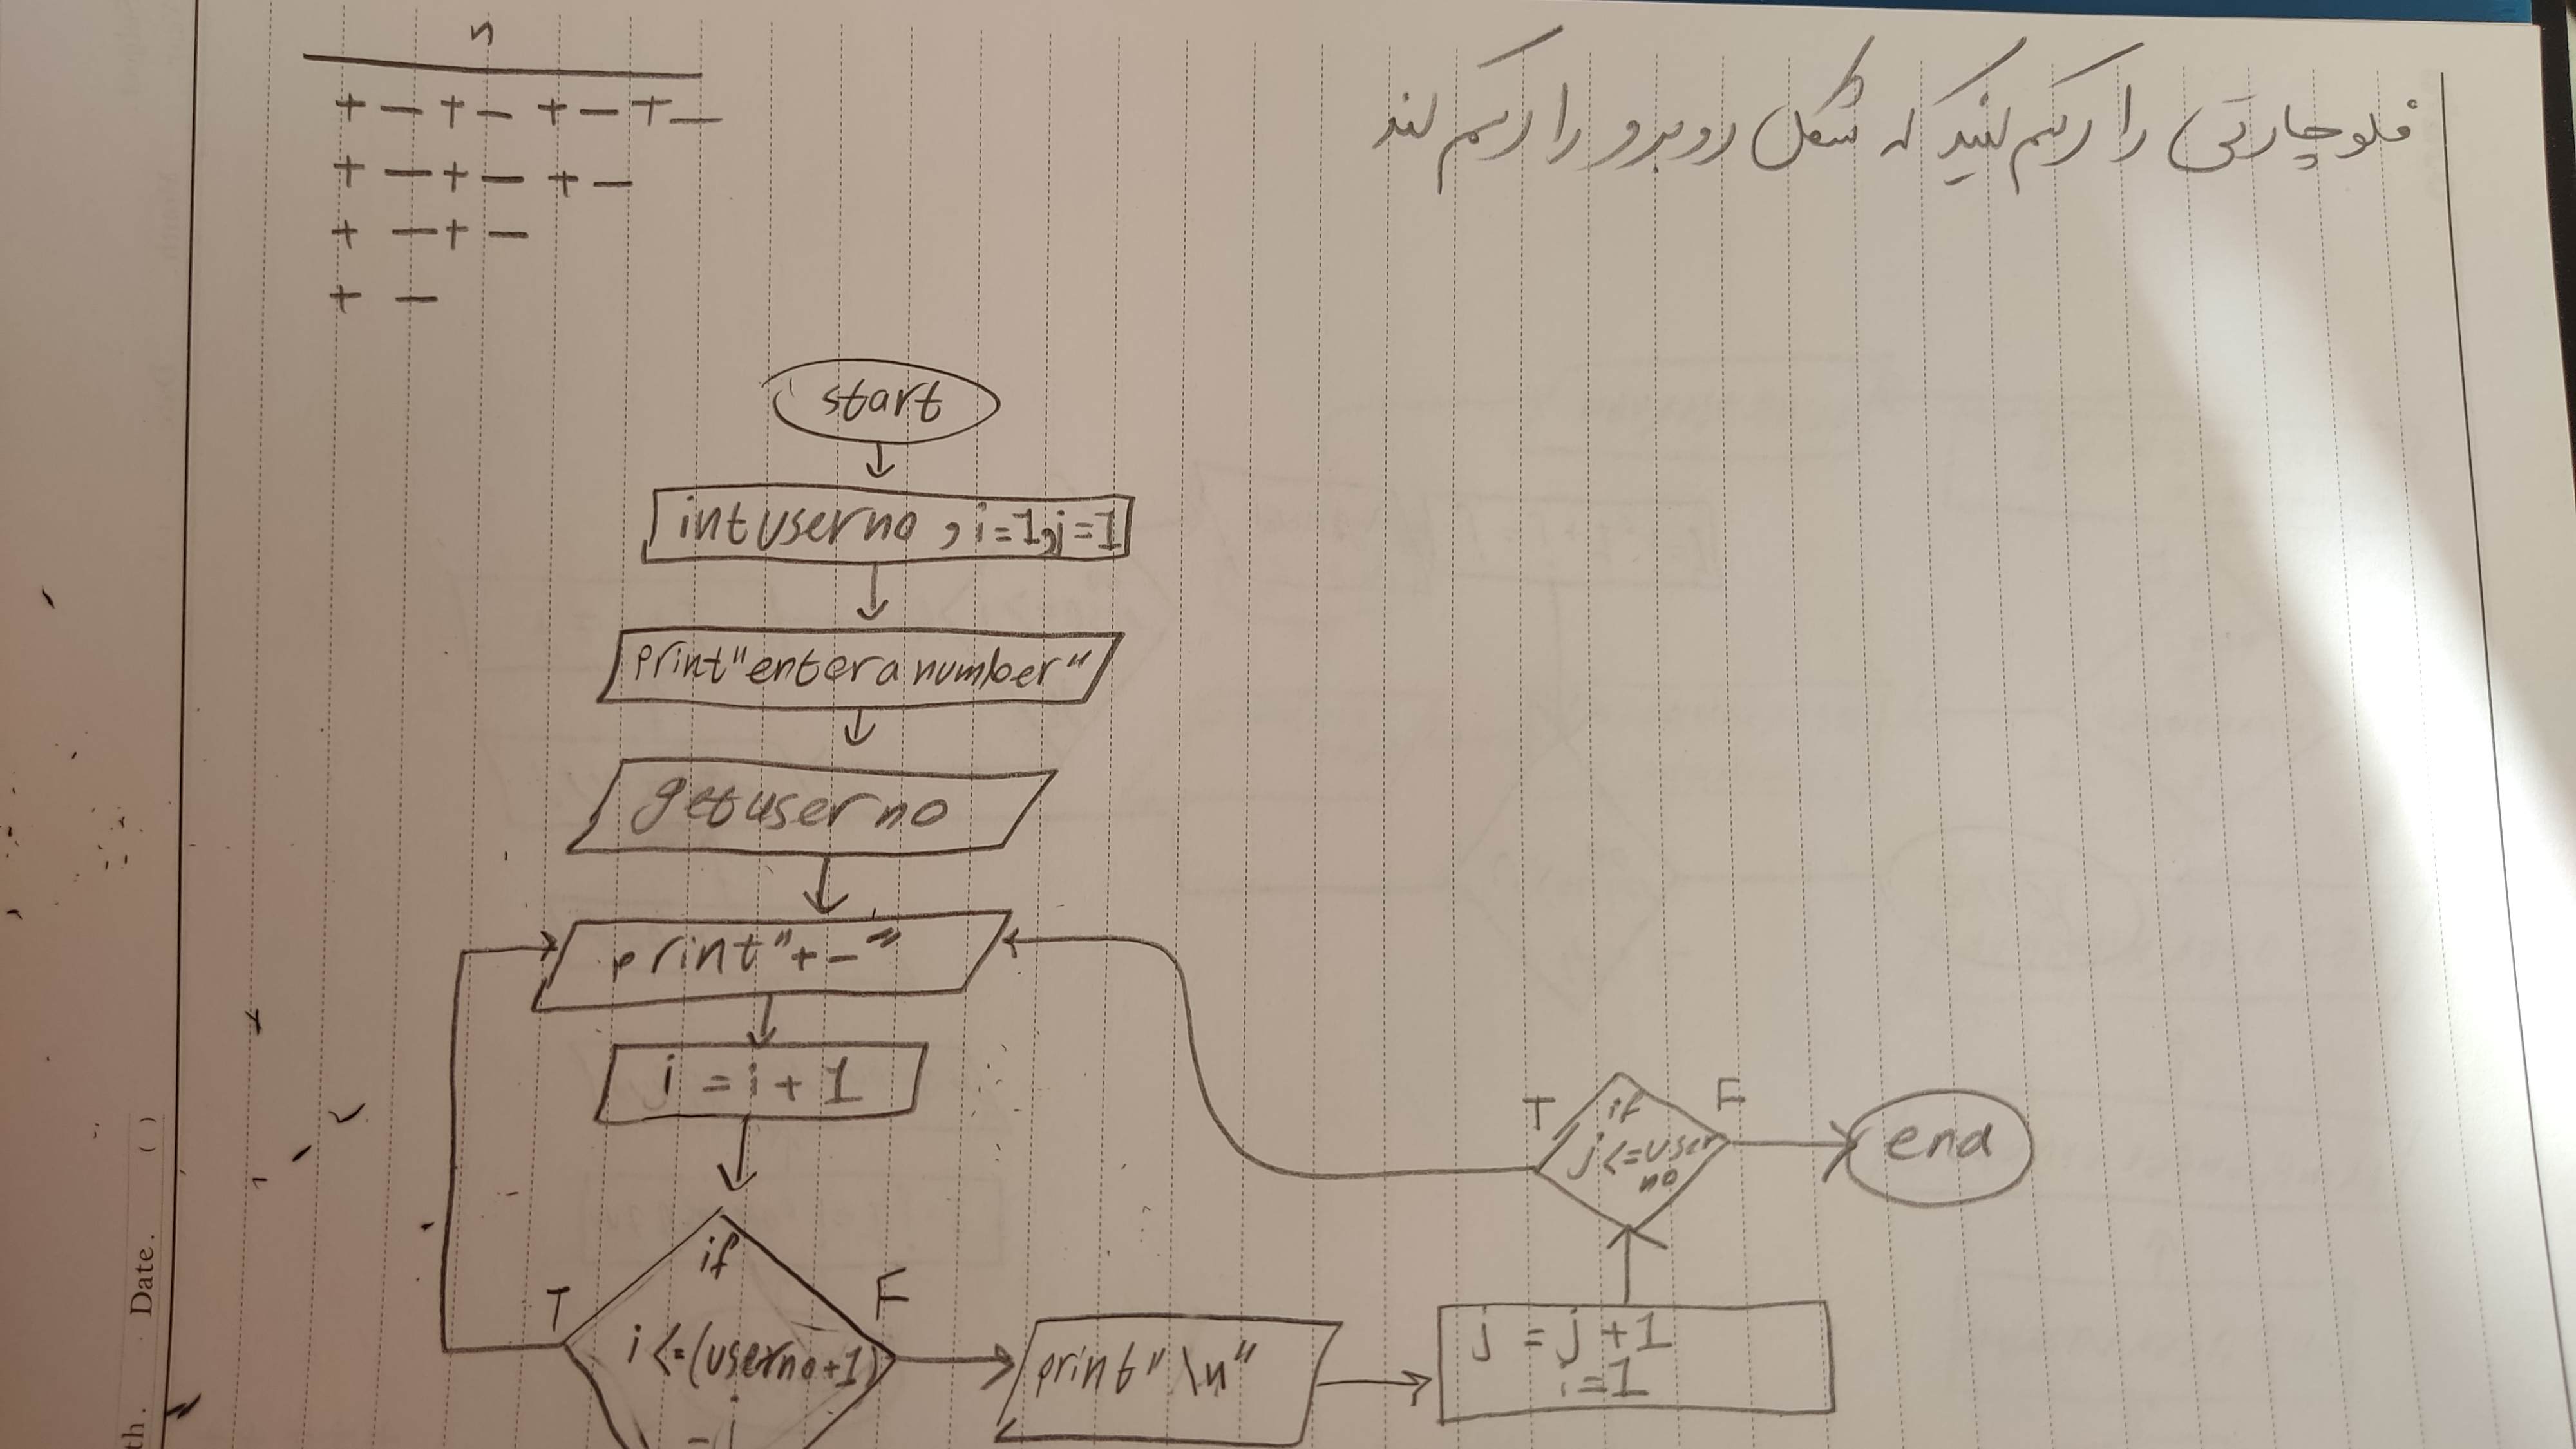 فلوچارتی را رسم کنید که شکل روبرو را رسم کند
n
+ - + - + - + -
+ - + - + -
+ - + -
+ -
start
int userno , i=1, j=1
print "enter a number"
get userno
print "+ -"
i = i + 1
if
i <= (userno+1)
- j
T
F
print "\n"
j = j + 1
i = 1
if
j <= user
no
T
F
end
Date. ( )
th.